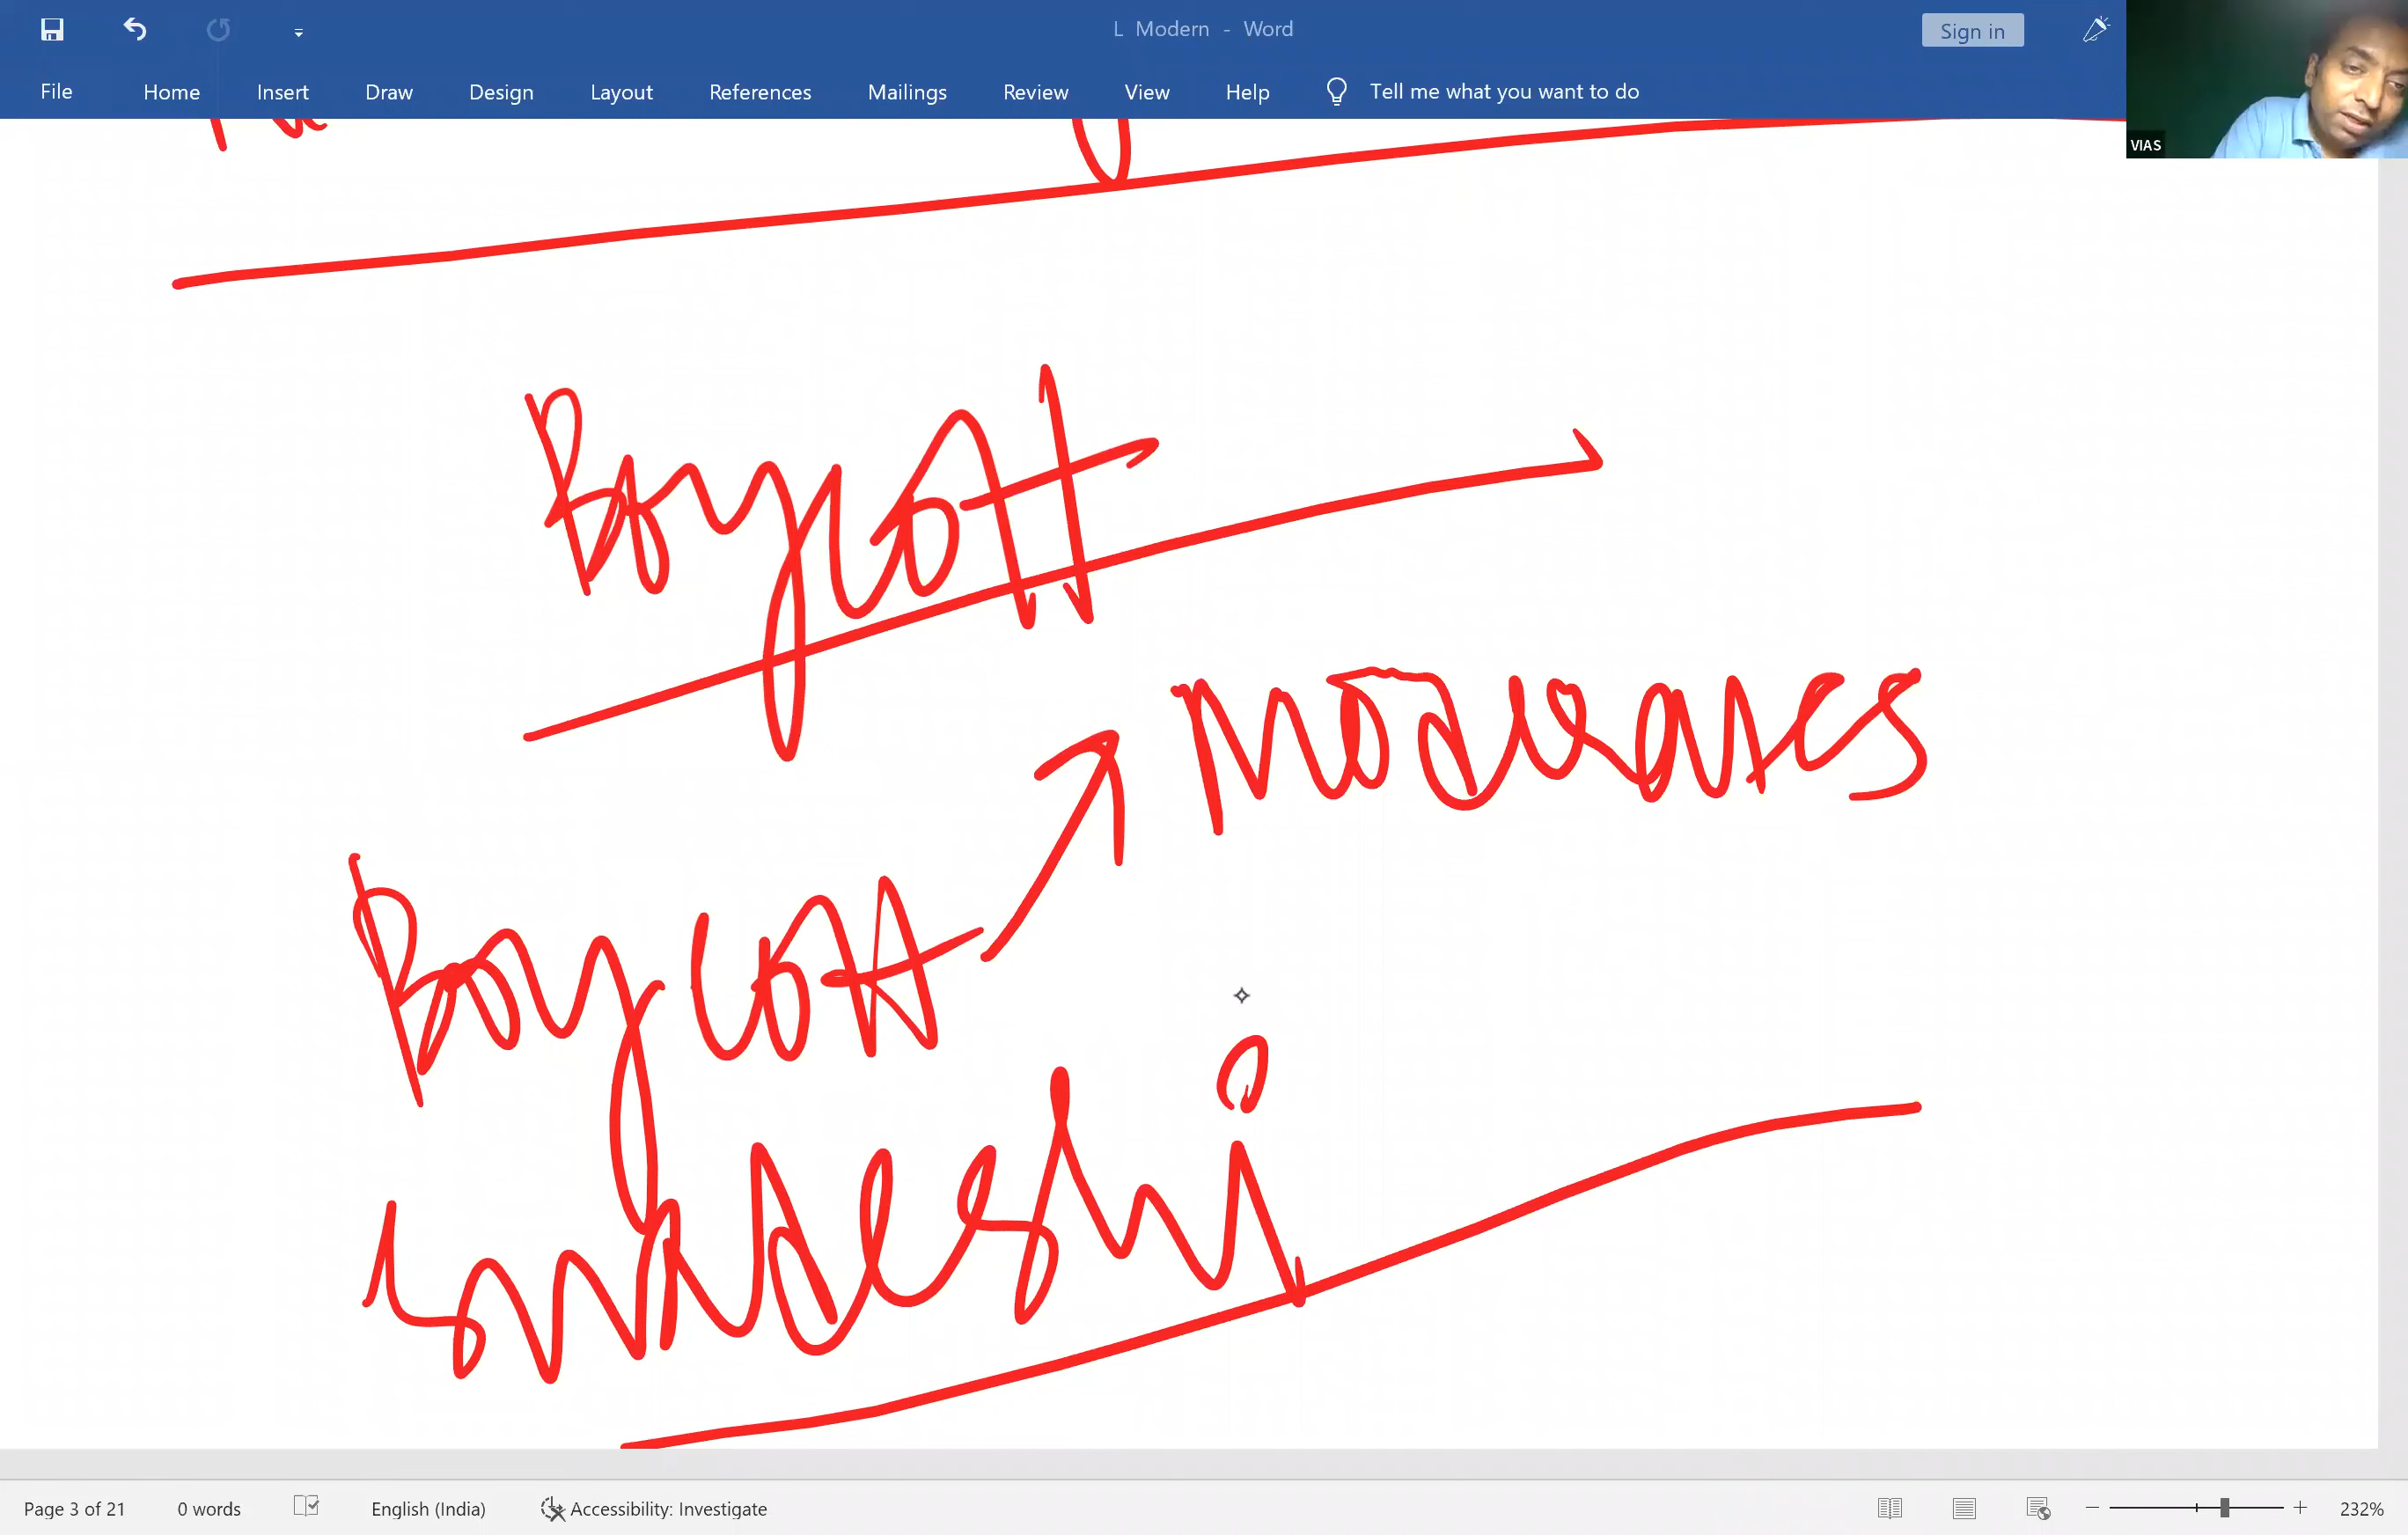 L Modern - Word
Sign in
File Home Insert Draw Design Layout References Mailings Review View Help Tell me what you want to do
VIAS
Boycott
Moderates
Boycott
Swadeshi
Page 3 of 21 0 words English (India) Accessibility: Investigate 232%